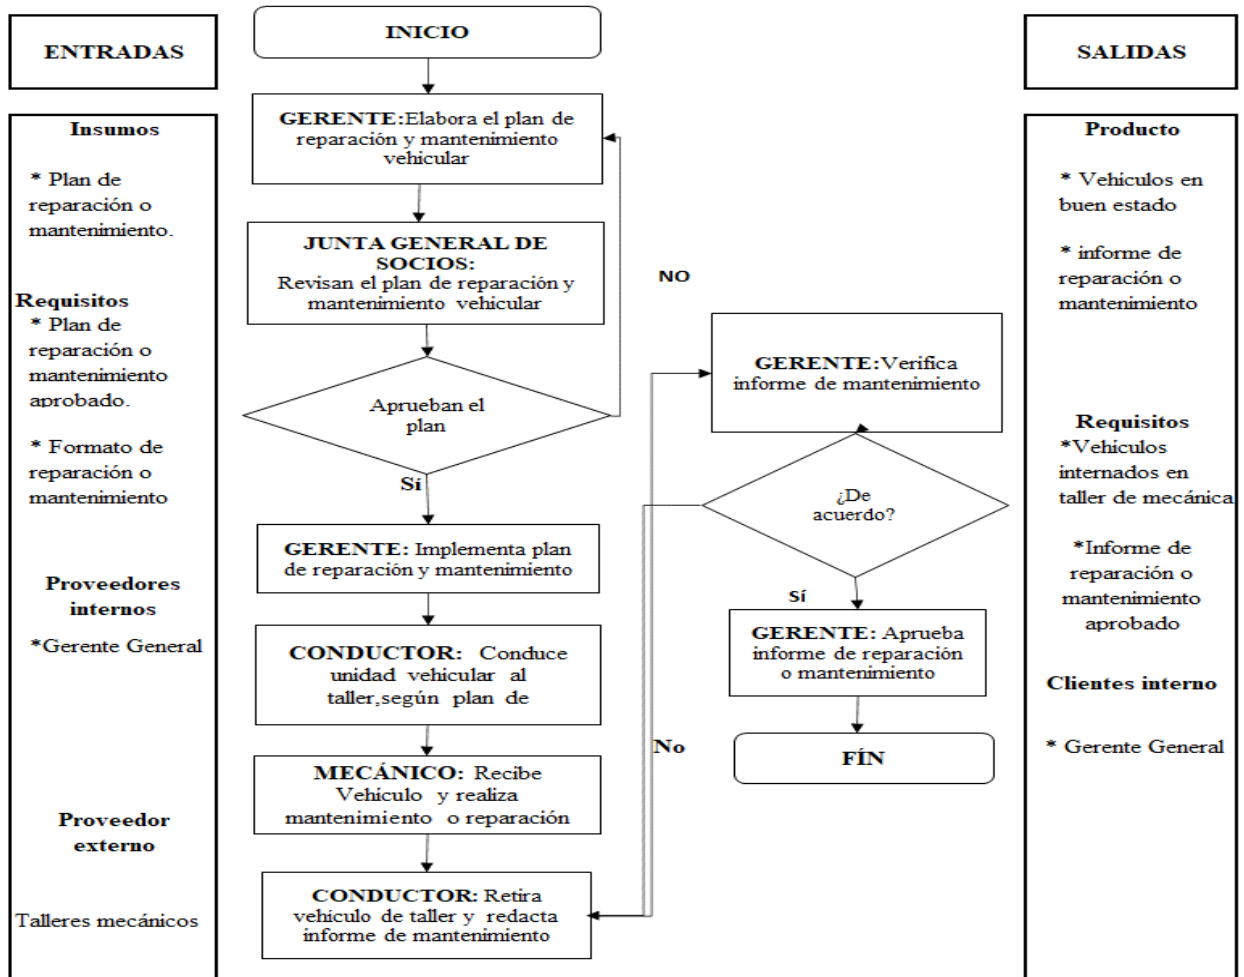 ENTRADAS
Insumos
* Plan de
reparación o
mantenimiento.
Requisitos
* Plan de
reparación o
mantenimiento
aprobado.
* Formato de
reparación o
mantenimiento
Proveedores
internos
*Gerente General
Proveedor
externo
Talleres mecánicos
INICIO
GERENTE:Elabora el plan de
reparación y mantenimiento
vehicular
JUNTA GENERAL DE
SOCIOS:
Revisan el plan de reparación y
mantenimiento vehicular
Aprueban el
plan
NO
Sí
GERENTE: Implementa plan
de reparación y mantenimiento
CONDUCTOR: Conduce
unidad vehicular al
taller,según plan de
MECÁNICO: Recibe
Vehículo y realiza
mantenimiento o reparación
CONDUCTOR: Retira
vehículo de taller y redacta
informe de mantenimiento
GERENTE:Verifica
informe de mantenimiento
¿De
acuerdo?
No
Sí
GERENTE: Aprueba
informe de reparación
o mantenimiento
FÍN
SALIDAS
Producto
* Vehículos en
buen estado
* informe de
reparación o
mantenimiento
Requisitos
*Vehículos
internados en
taller de mecánica
*Informe de
reparación o
mantenimiento
aprobado
Clientes interno
* Gerente General